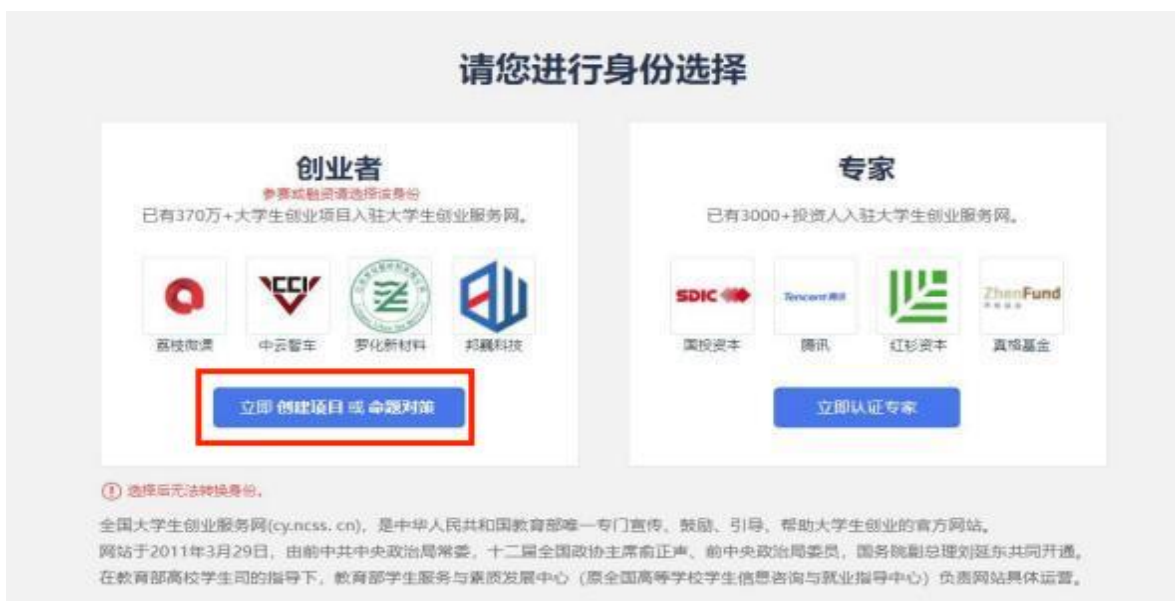 请您进行身份选择
创业者
参赛或融资请选择该身份
已有370万+大学生创业项目入驻大学生创业服务网。
荔枝微课
中云智车
罗化新材料
邦巍科技
立即 创建项目 或 命题对策
专家
已有3000+投资人入驻大学生创业服务网。
SDIC
Tencent 腾讯
ZhenFund
国投资本
腾讯
红杉资本
真格基金
立即认证专家
选择后无法转换身份。
全国大学生创业服务网(cy.ncss. cn)，是中华人民共和国教育部唯一专门宣传、鼓励、引导、帮助大学生创业的官方网站。
网站于2011年3月29日，由前中共中央政治局常委，十二届全国政协主席俞正声、前中央政治局委员，国务院副总理刘延东共同开通。
在教育部高校学生司的指导下，教育部学生服务与素质发展中心（原全国高等学校学生信息咨询与就业指导中心）负责网站具体运营。